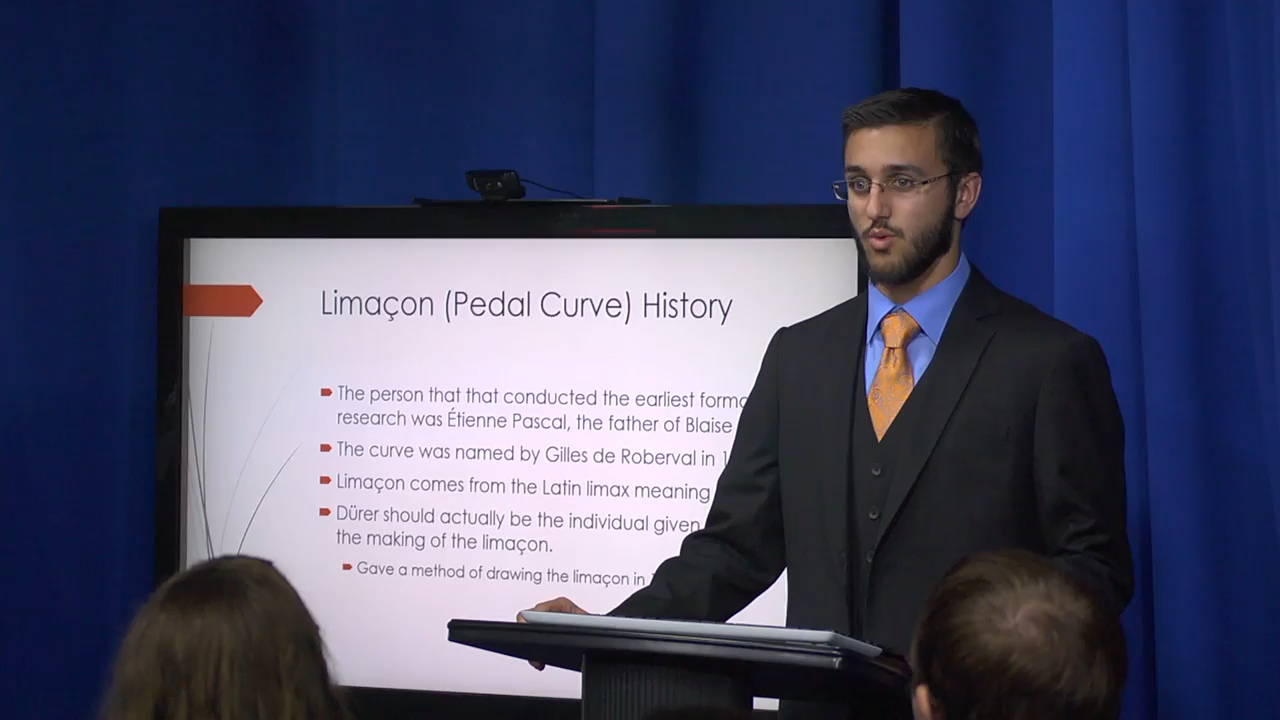 Limaçon (Pedal Curve) History
The person that that conducted the earliest
research was Étienne Pascal, the father of Blaise
The curve was named by Gilles de Roberval in
Limaçon comes from the Latin limax meaning
Dürer should actually be the individual given
the making of the limaçon.
Gave a method of drawing the limaçon in